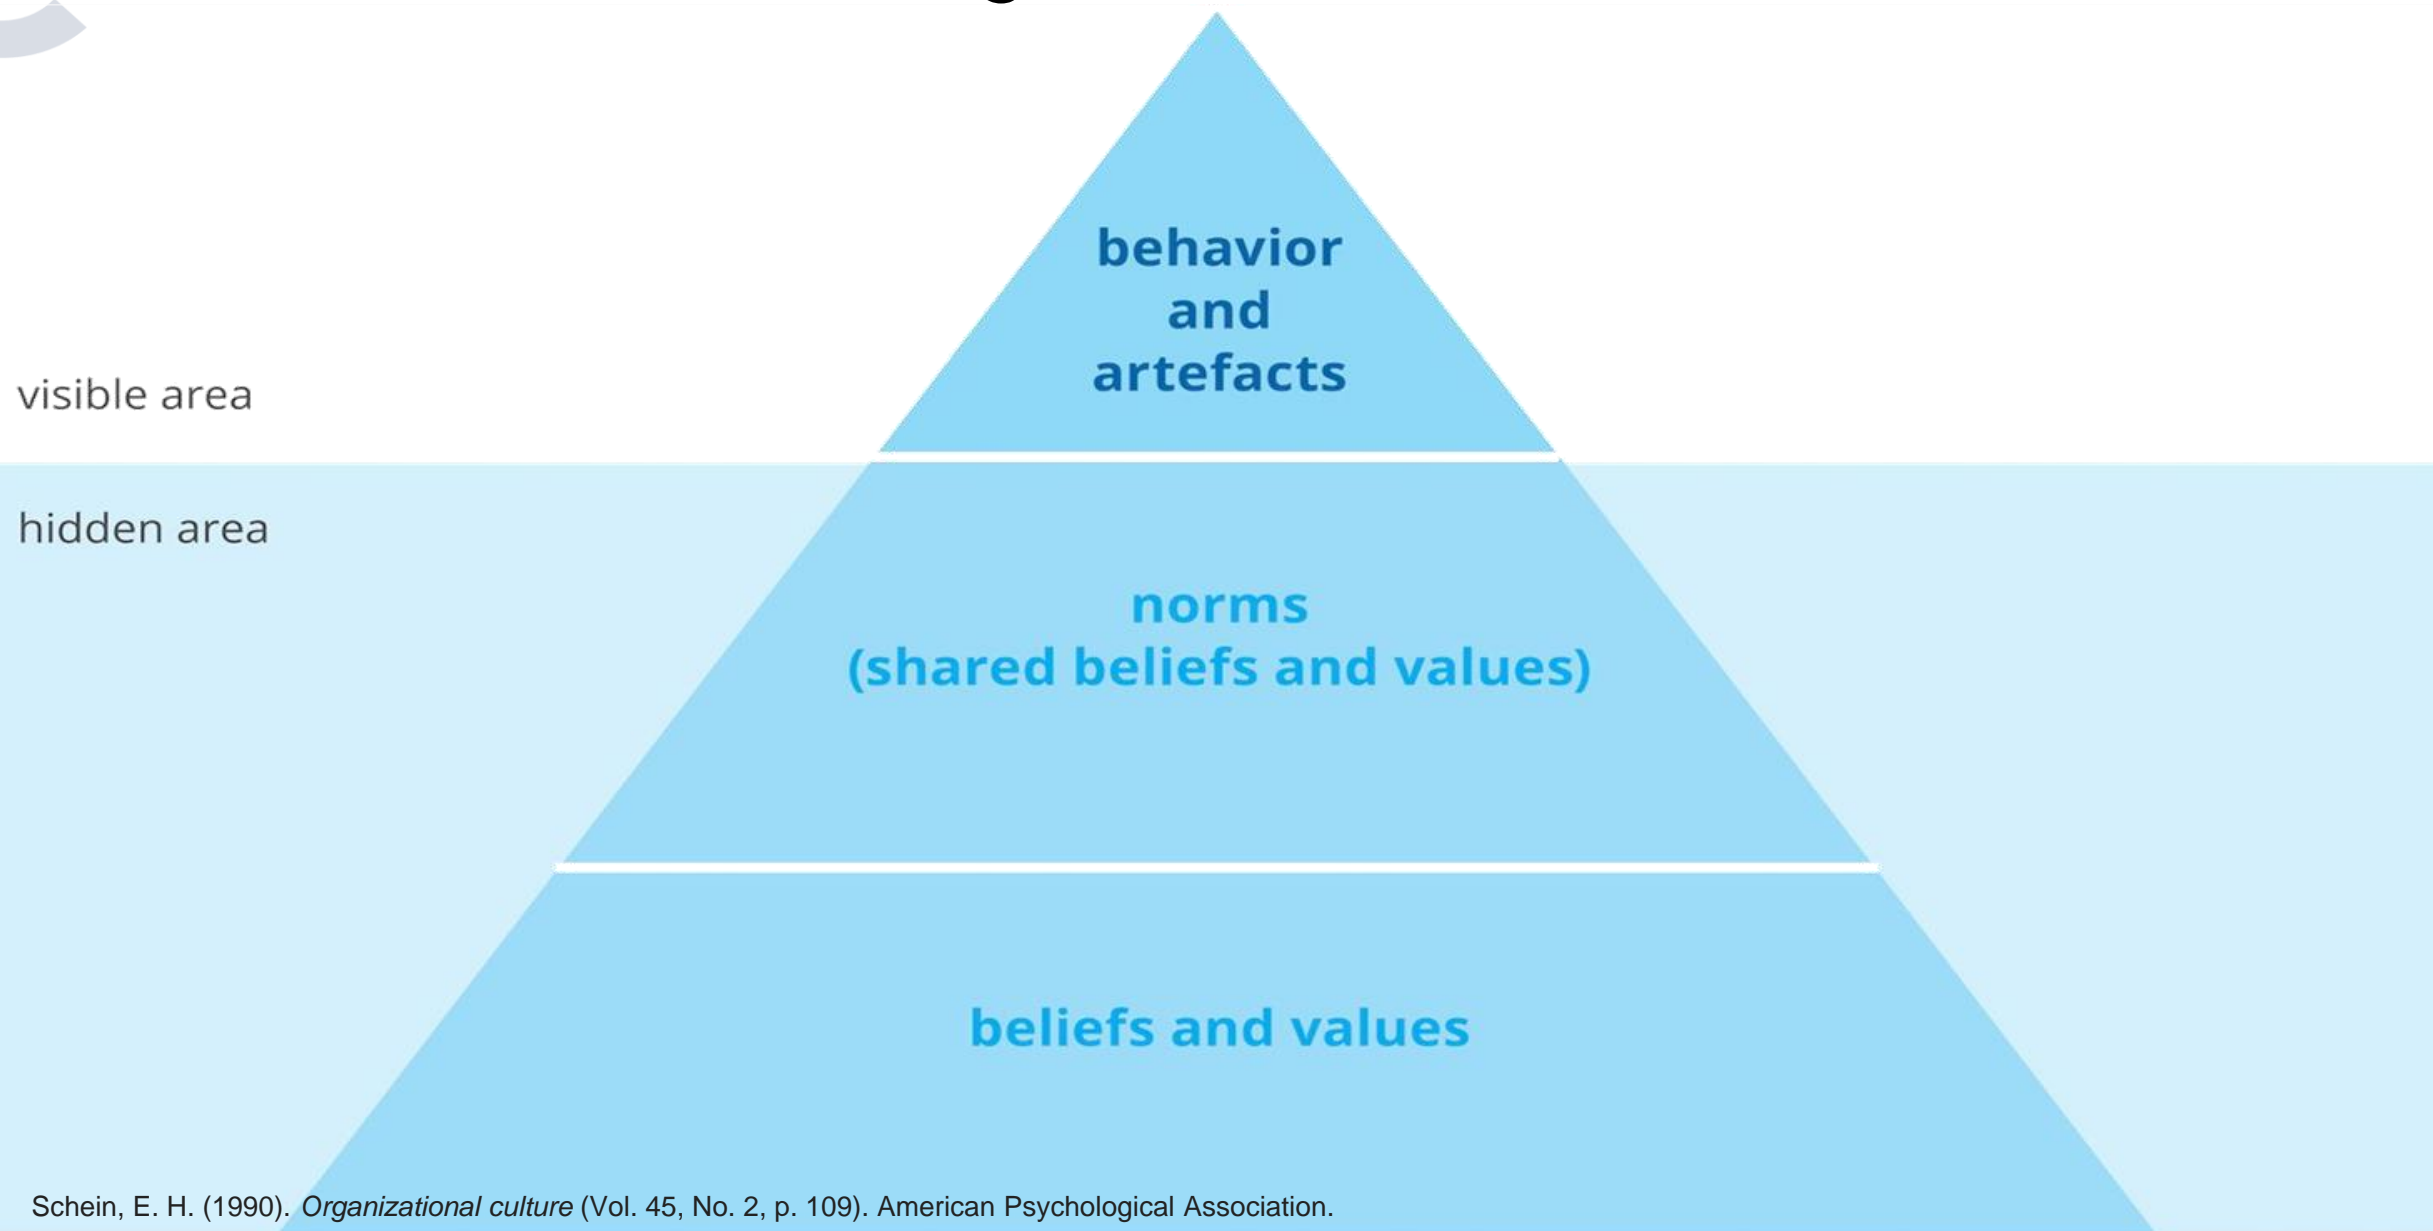 behavior
and
artefacts
visible area
hidden area
norms
(shared beliefs and values)
beliefs and values
Schein, E. H. (1990). Organizational culture (Vol. 45, No. 2, p. 109). American Psychological Association.